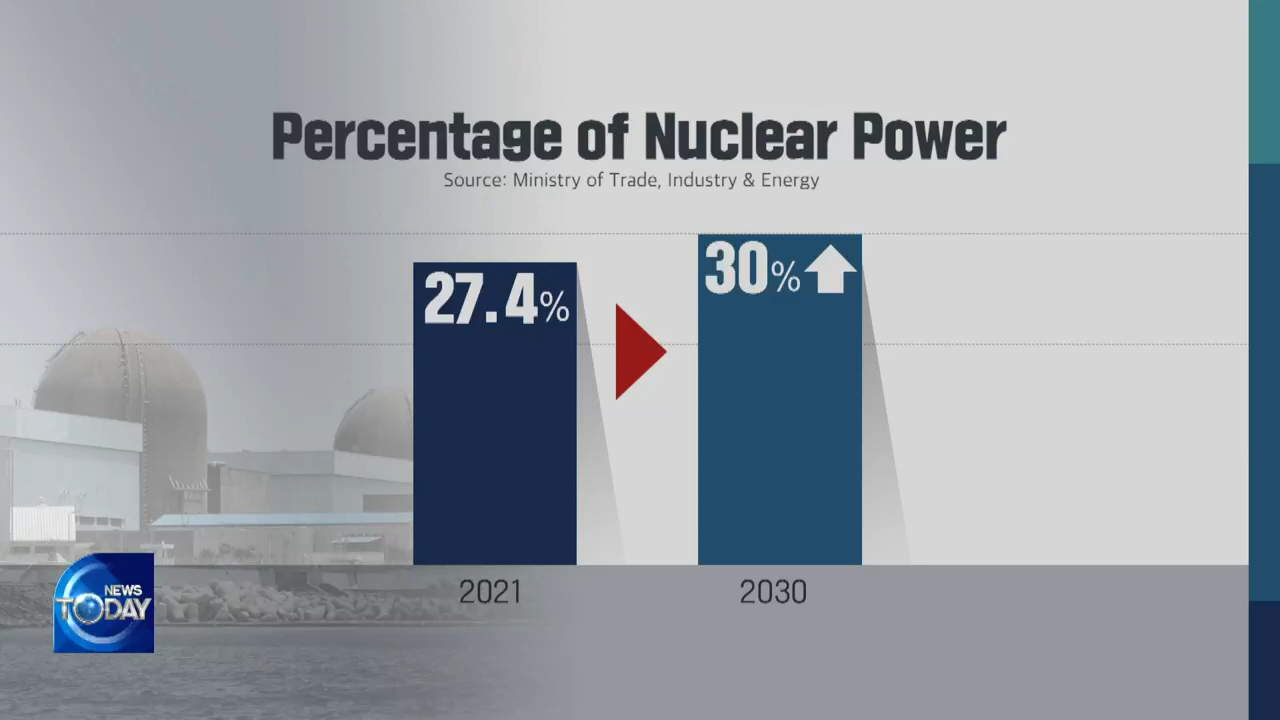 Percentage of Nuclear Power
Source: Ministry of Trade, Industry & Energy
27.4%
30%
2021
2030
NEWS
TODAY